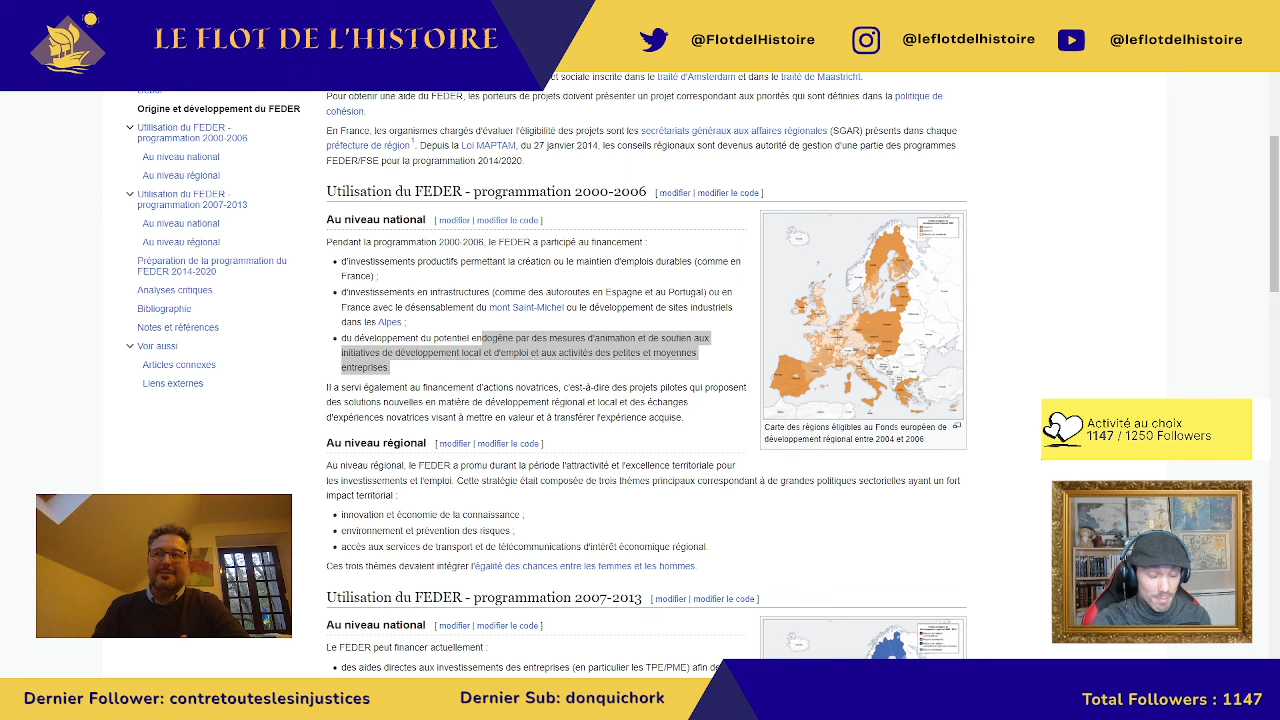 LE FLOT DE L'HISTOIRE
@FlotdelHistoire
@leflotdelhistoire
@leflotdelhistoire
et sociale inscrite dans le traité d'Amsterdam et dans le traité de Maastricht.
Pour obtenir une aide du FEDER, les porteurs de projets doivent présenter un projet correspondant aux priorités qui sont définies dans la politique de
cohésion.
En France, les organismes chargés d'évaluer l'éligibilité des projets sont les secrétariats généraux aux affaires régionales (SGAR) présents dans chaque
préfecture de région1. Depuis la Loi MAPTAM, du 27 janvier 2014, les conseils régionaux sont devenus autorité de gestion d'une partie des programmes
FEDER/FSE pour la programmation 2014/2020.
Début
Origine et développement du FEDER
Utilisation du FEDER -
programmation 2000-2006
Au niveau national
Au niveau régional
Utilisation du FEDER -
programmation 2007-2013
Au niveau national
Au niveau régional
Préparation de la programmation du
FEDER 2014-2020
Analyses critiques
Bibliographie
Notes et références
Voir aussi
Articles connexes
Liens externes
Utilisation du FEDER - programmation 2000-2006 [ modifier | modifier le code ]
Au niveau national [ modifier | modifier le code ]
Pendant la programmation 2000-2006, le FEDER a participé au financement :
d'investissements productifs permettant la création ou le maintien d'emplois durables (comme en
France) ;
d'investissements en infrastructures (comme des autoroutes en Espagne et au Portugal) ou en
France avec le désensablement du mont Saint-Michel ou le développement de sites industriels
dans les Alpes ;
du développement du potentiel endogène par des mesures d'animation et de soutien aux
initiatives de développement local et d'emploi et aux activités des petites et moyennes
entreprises.
Il a servi également au financement d'actions novatrices, c'est-à-dire des projets pilotes qui proposent
des solutions nouvelles en matière de développement régional et local et des échanges
d'expériences novatrices visant à mettre en valeur et à transférer l'expérience acquise.
Carte des régions éligibles au Fonds européen de
développement régional entre 2004 et 2006
Au niveau régional [ modifier | modifier le code ]
Au niveau régional, le FEDER a promu durant la période l'attractivité et l'excellence territoriale pour
les investissements et l'emploi. Cette stratégie était composée de trois thèmes principaux correspondant à de grandes politiques sectorielles ayant un fort
impact territorial :
innovation et économie de la connaissance ;
environnement et prévention des risques ;
accès aux services de transport et de télécommunications d'intérêt économique régional.
Ces trois thèmes doivent intégrer l'égalité des chances entre les femmes et les hommes.
Utilisation du FEDER - programmation 2007-2013 [ modifier | modifier le code ]
Au niveau national [ modifier | modifier le code ]
Le FEDER peut financer actuellement :
des aides directes aux investissements des entreprises (en particulier les TPE/PME) afin de
Activité au choix
1147 / 1250 Followers
Dernier Follower: contretouteslesinjustices
Dernier Sub: donquichork
Total Followers : 1147